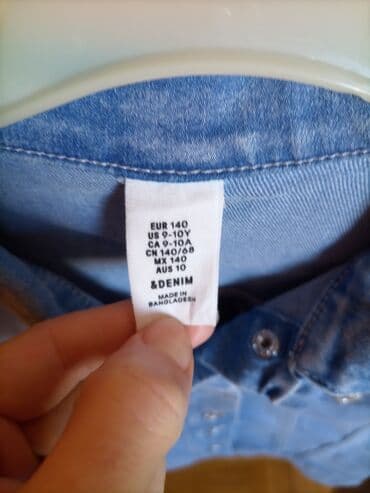 EUR 140
US 9-10Y
CA 9-10A
CN 140/68
MX 140
AUS 10
&DENIM
MADE IN
BANGLADESH